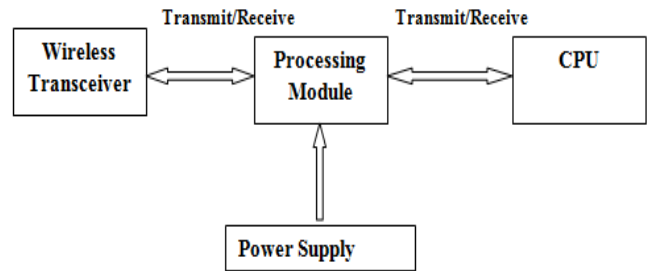 Transmit/Receive
Transmit/Receive
Wireless
Transceiver
Processing
Module
CPU
Power Supply